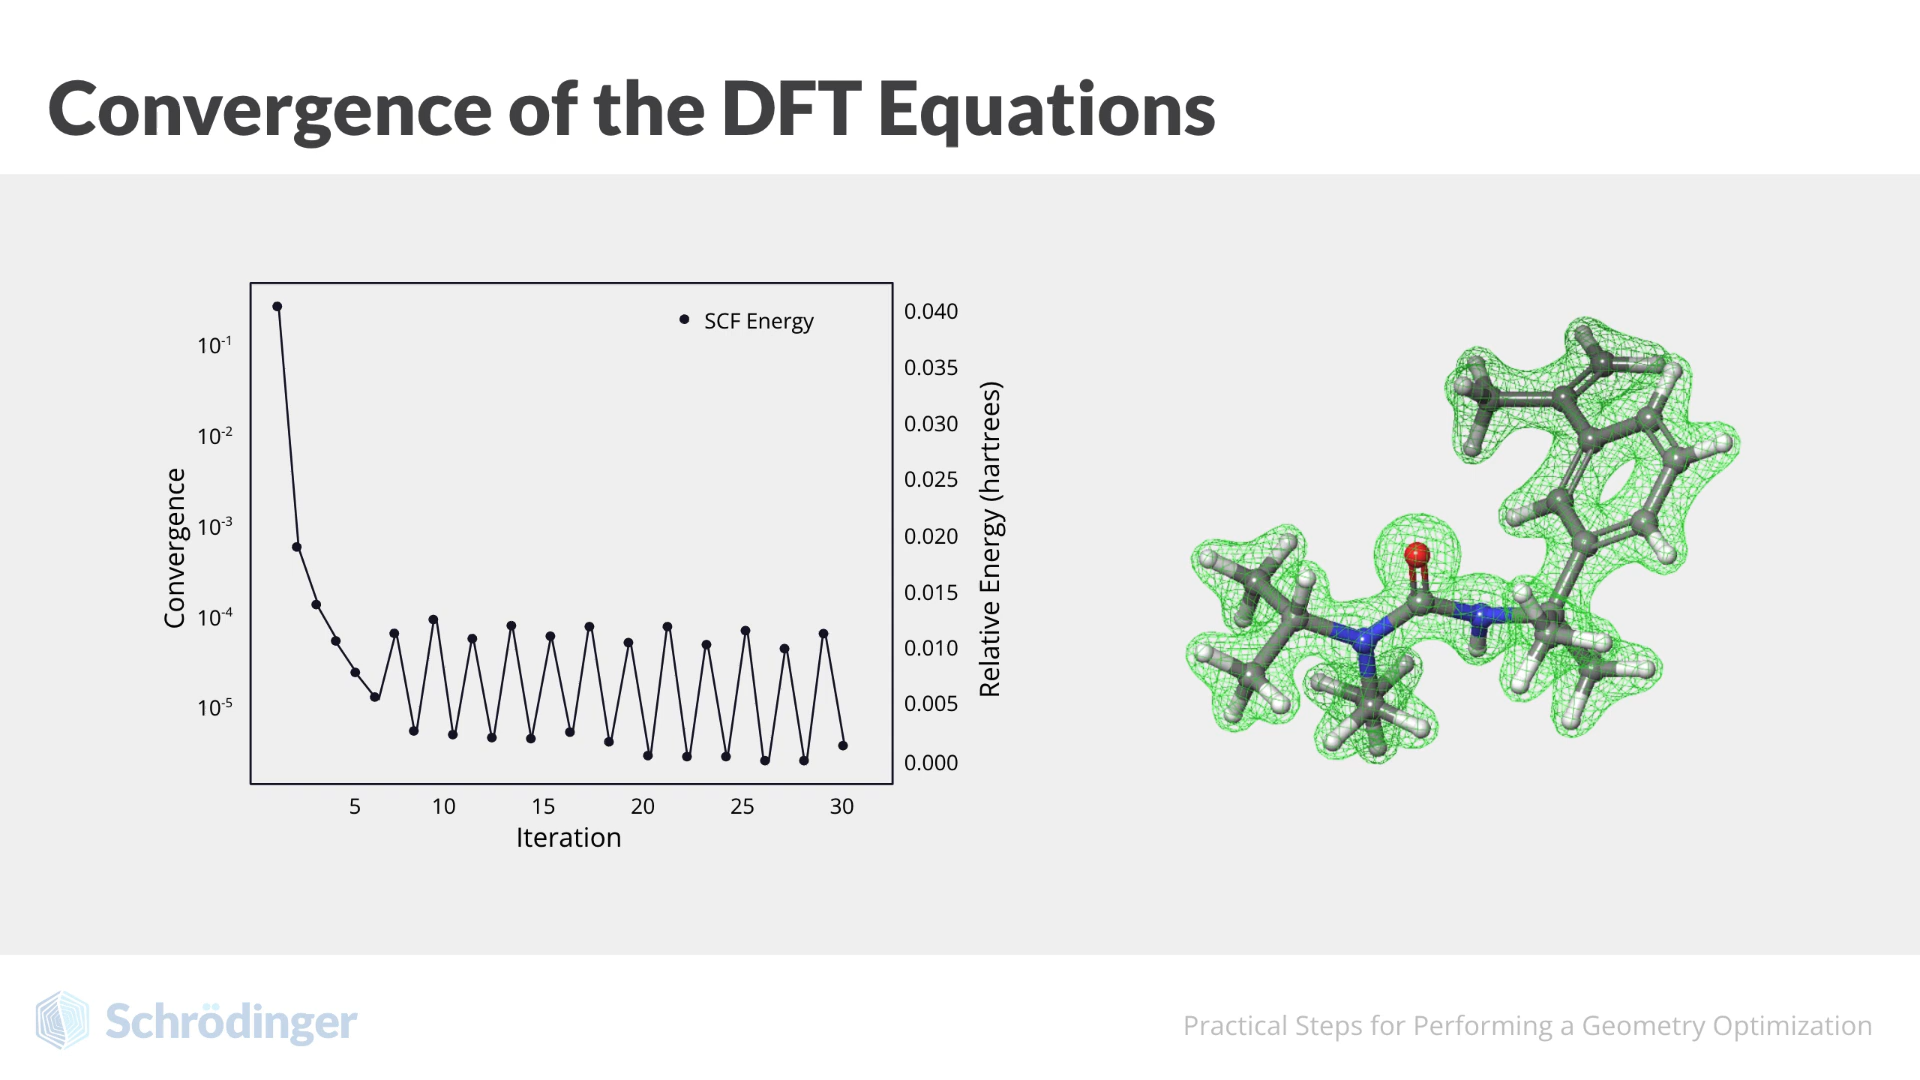 Convergence of the DFT Equations
SCF Energy
Convergence
10⁻¹
10⁻²
10⁻³
10⁻⁴
10⁻⁵
0.040
0.035
0.030
0.025
0.020
0.015
0.010
0.005
0.000
Relative Energy (hartrees)
5 10 15 20 25 30
Iteration
Schrödinger
Practical Steps for Performing a Geometry Optimization